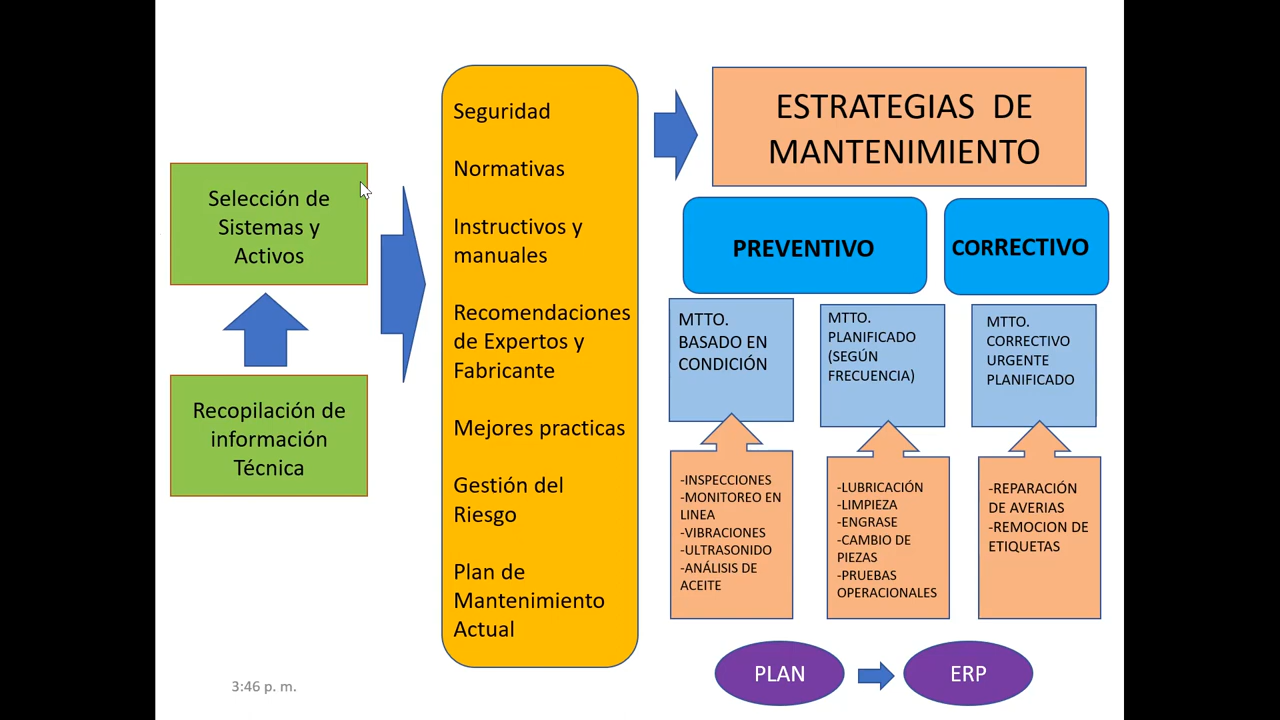 Selección de
Sistemas y
Activos
Recopilación de
información
Técnica
Seguridad
Normativas
Instructivos y
manuales
Recomendaciones
de Expertos y
Fabricante
Mejores practicas
Gestión del
Riesgo
Plan de
Mantenimiento
Actual
ESTRATEGIAS DE
MANTENIMIENTO
PREVENTIVO
CORRECTIVO
MTTO.
BASADO EN
CONDICIÓN
MTTO.
PLANIFICADO
(SEGÚN
FRECUENCIA)
MTTO.
CORRECTIVO
URGENTE
PLANIFICADO
-INSPECCIONES
-MONITOREO EN
LINEA
-VIBRACIONES
-ULTRASONIDO
-ANÁLISIS DE
ACEITE
-LUBRICACIÓN
-LIMPIEZA
-ENGRASE
-CAMBIO DE
PIEZAS
-PRUEBAS
OPERACIONALES
-REPARACIÓN
DE AVERIAS
-REMOCION DE
ETIQUETAS
PLAN
ERP
3:46 p. m.